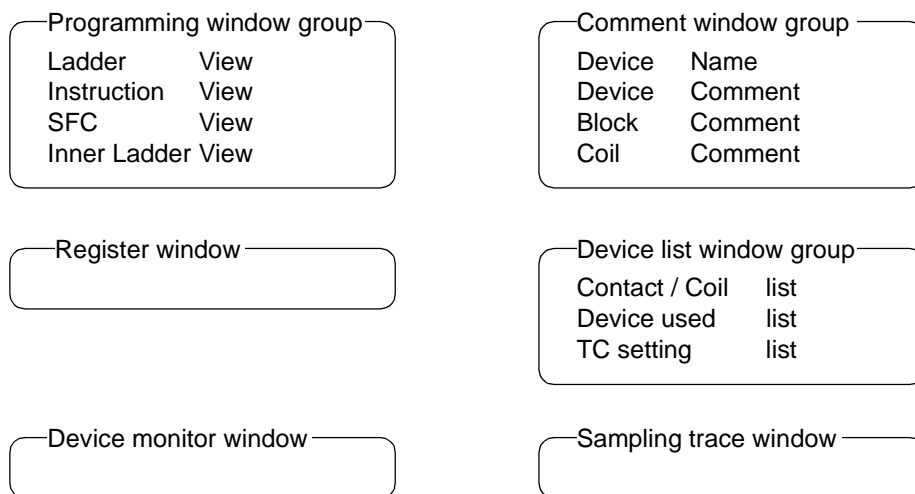 Programming window group
Ladder View
Instruction View
SFC View
Inner Ladder View
Comment window group
Device Name
Device Comment
Block Comment
Coil Comment
Register window
Device list window group
Contact / Coil list
Device used list
TC setting list
Device monitor window
Sampling trace window